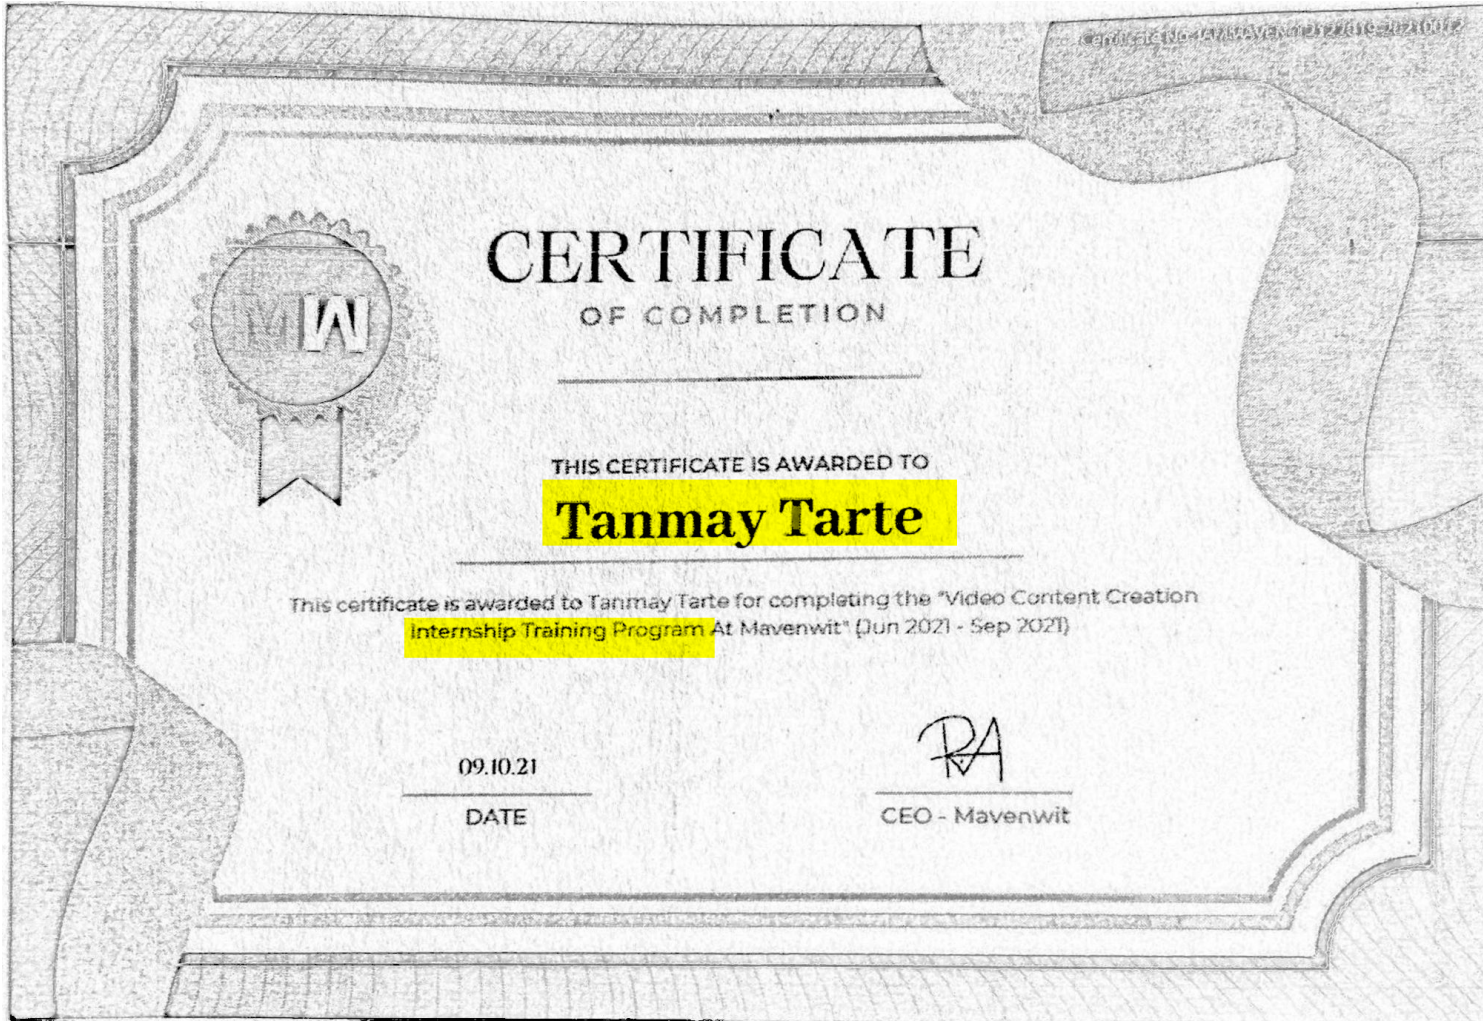 CERTIFICATE
OF COMPLETION
MW
THIS CERTIFICATE IS AWARDED TO
Tanmay Tarte
This certificate is awarded to Tanmay Tarte for completing the "Video Content Creation
Internship Training Program At Mavenwit" (Jun 2021 - Sep 2021)
09.10.21
DATE
CEO - Mavenwit